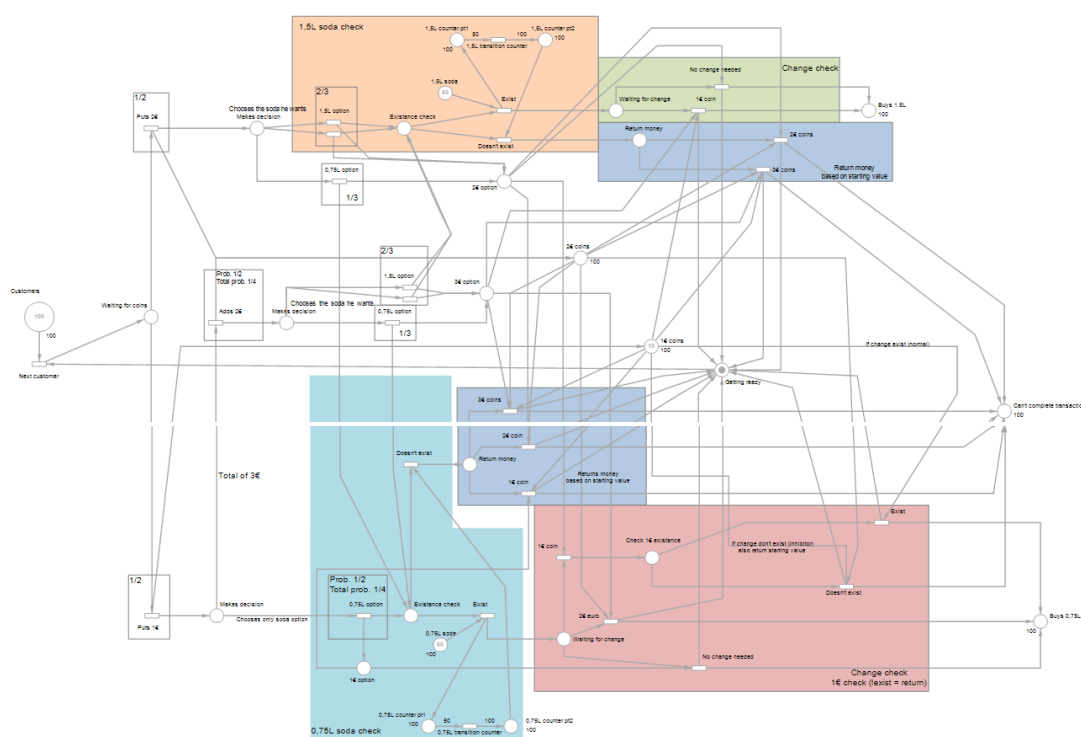 1,5L soda check
1,5L counter pt1
50
100
1,5L counter pt2
100
1,5L transition counter
100
1,5L soda
50
Exist
Doesn't exist
No change needed
Change check
Waiting for change
1€ coin
Buys 1,5L
100
Return money
2€ coins
3€ coins
Return money
based on starting value
1/2
Puts 2€
Chooses the soda he wants
Makes decision
2/3
1,5L option
Existance check
0,75L option
1/3
2€ option
2€ coins
100
2/3
1,5L option
3€ option
Prob. 1/2
Total prob. 1/4
Adds 2€
Chooses the soda he wants
Makes decision
0,75L option
1/3
Customers
100
100
Waiting for coins
Next customer
1€ coins
10
100
If change exist (normal)
Getting ready
Can't complete transactio
100
3€ coins
2€ coin
Return money
1€ coin
Returns money
based on starting value
Doesn't exist
Total of 3€
Exist
1€ coin
Check 1€ existence
If change don't exist (inhibitor)
also return starting value
Doesn't exist
1/2
Puts 1€
Makes decision
Chooses only soda option
Prob. 1/2
Total prob. 1/4
0,75L option
Existance check
Exist
0,75L soda
100
1€ option
2€ euro
Waiting for change
No change needed
Buys 0,75L
100
Change check
1€ check (!exist = return)
0,75L counter pt1
100
50
100
0,75L counter pt2
100
0,75L transition counter
0,75L soda check